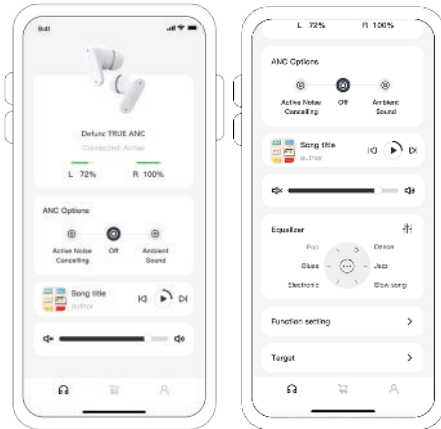 9:41
Defunc TRUE ANC
Connected-Active
L 72%
R 100%
ANC Options
Active Noise Cancelling
Off
Ambient Sound
Song title
author
L 72%
R 100%
ANC Options
Active Noise Cancelling
Off
Ambient Sound
Song title
author
Equalizer
Pop
Dance
Blues
Jazz
Electronic
Slow song
Function setting
Target